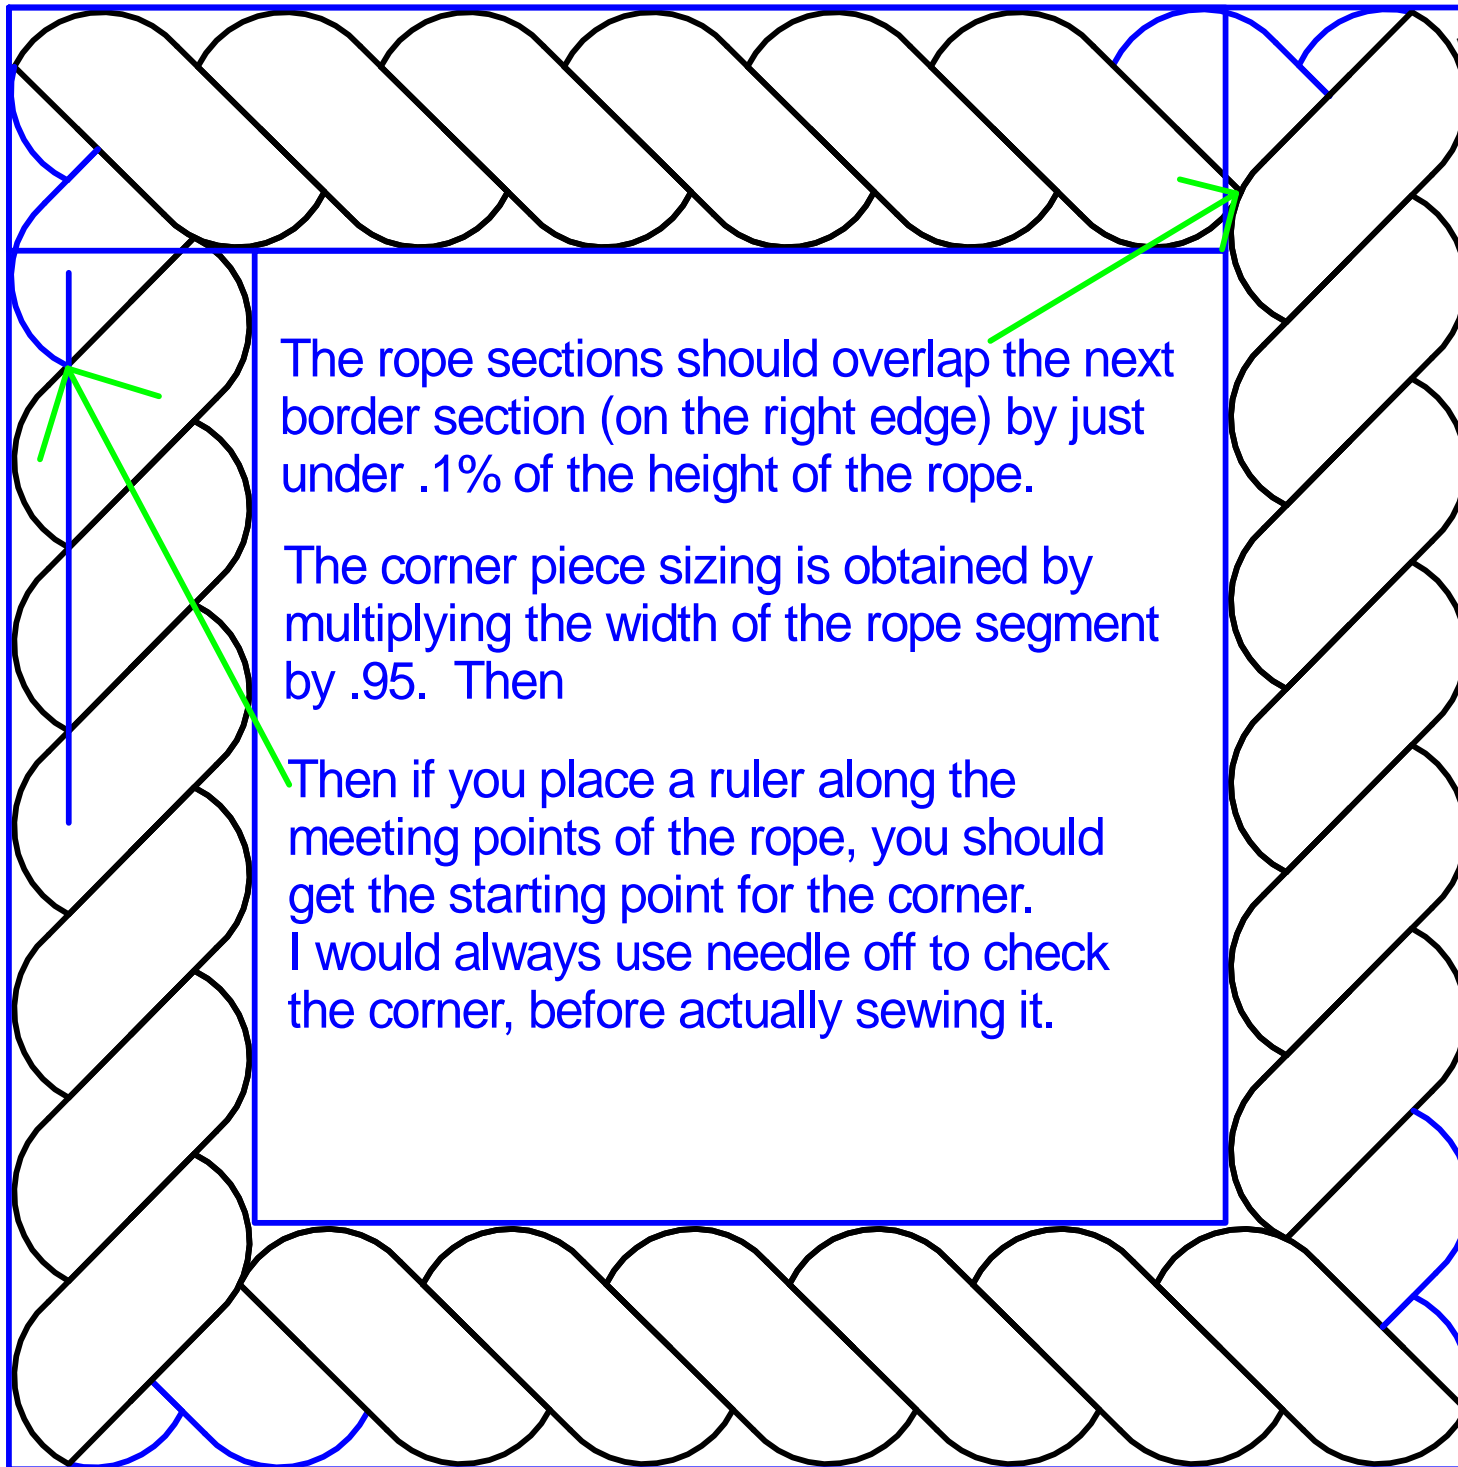 The rope sections should overlap the next
border section (on the right edge) by just
under .1% of the height of the rope.
The corner piece sizing is obtained by
multiplying the width of the rope segment
by .95.  Then
Then if you place a ruler along the
meeting points of the rope, you should
get the starting point for the corner.
I would always use needle off to check
the corner, before actually sewing it.